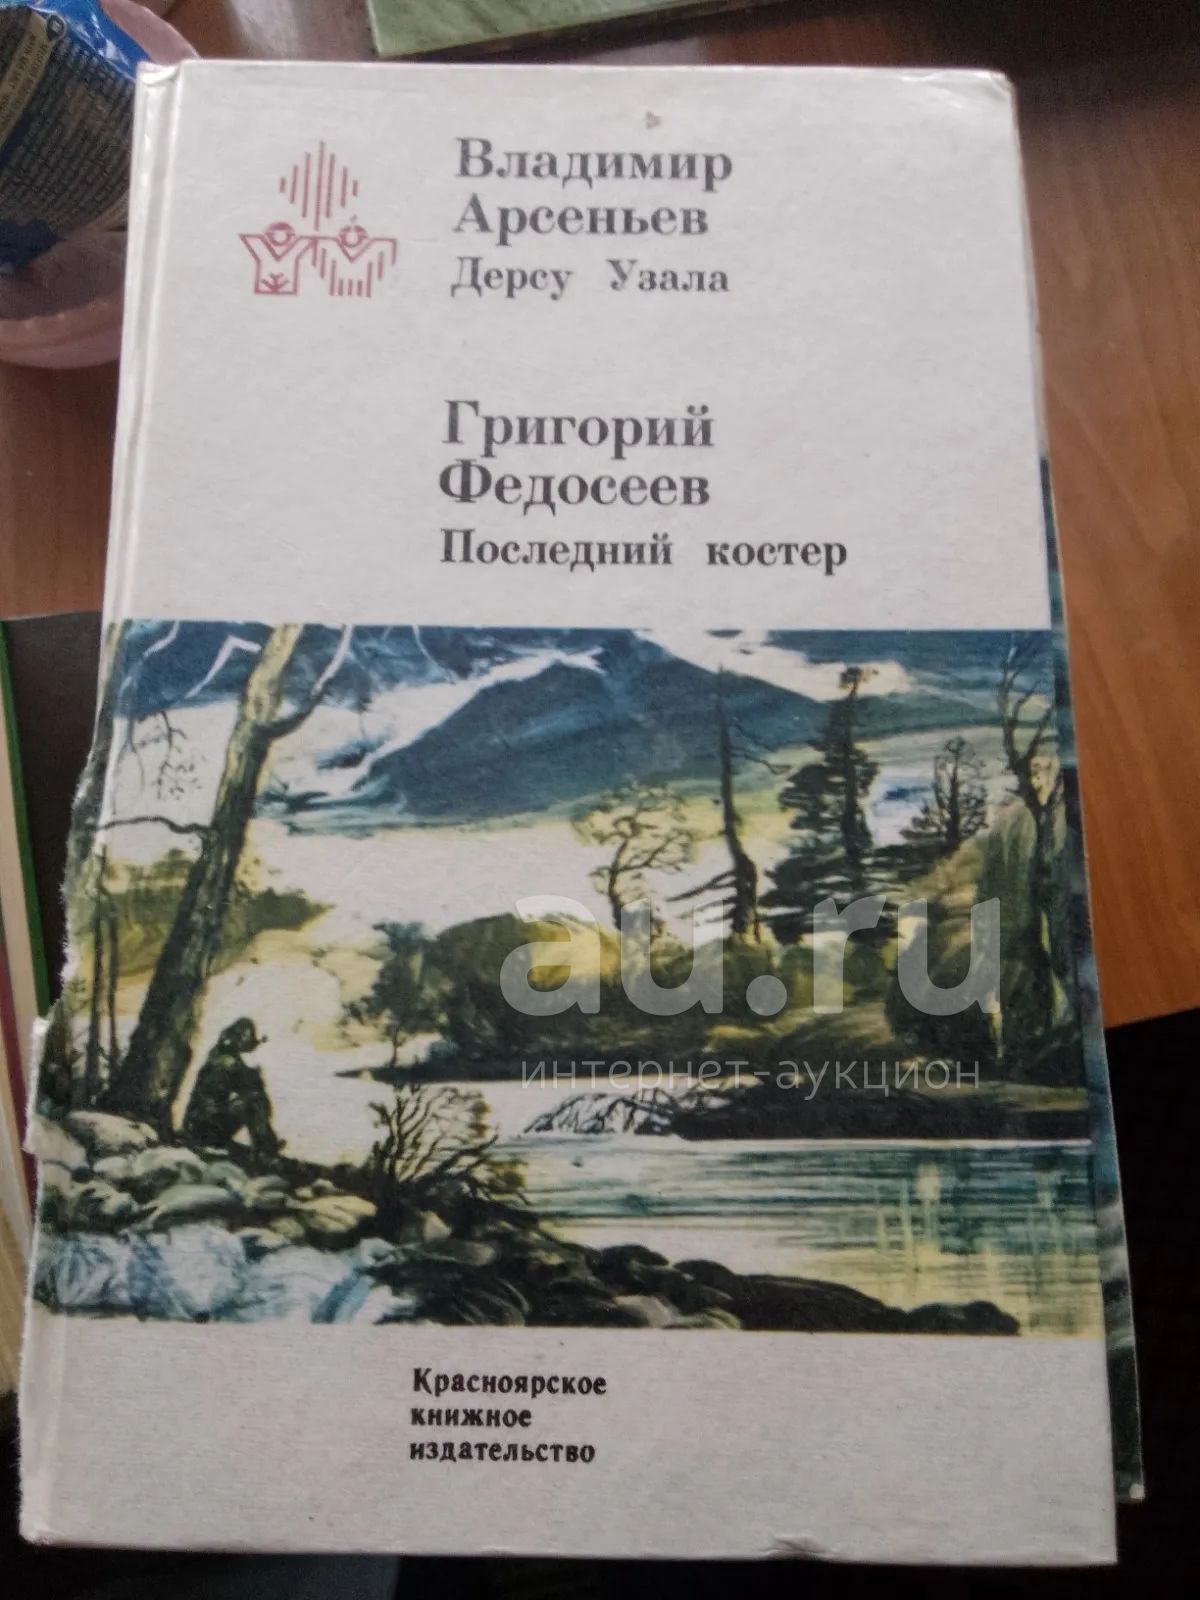 Владимир
Арсеньев
Дерсу Узала
Григорий
Федосеев
Последний костер
au.ru
интернет-аукцион
Красноярское
книжное
издательство